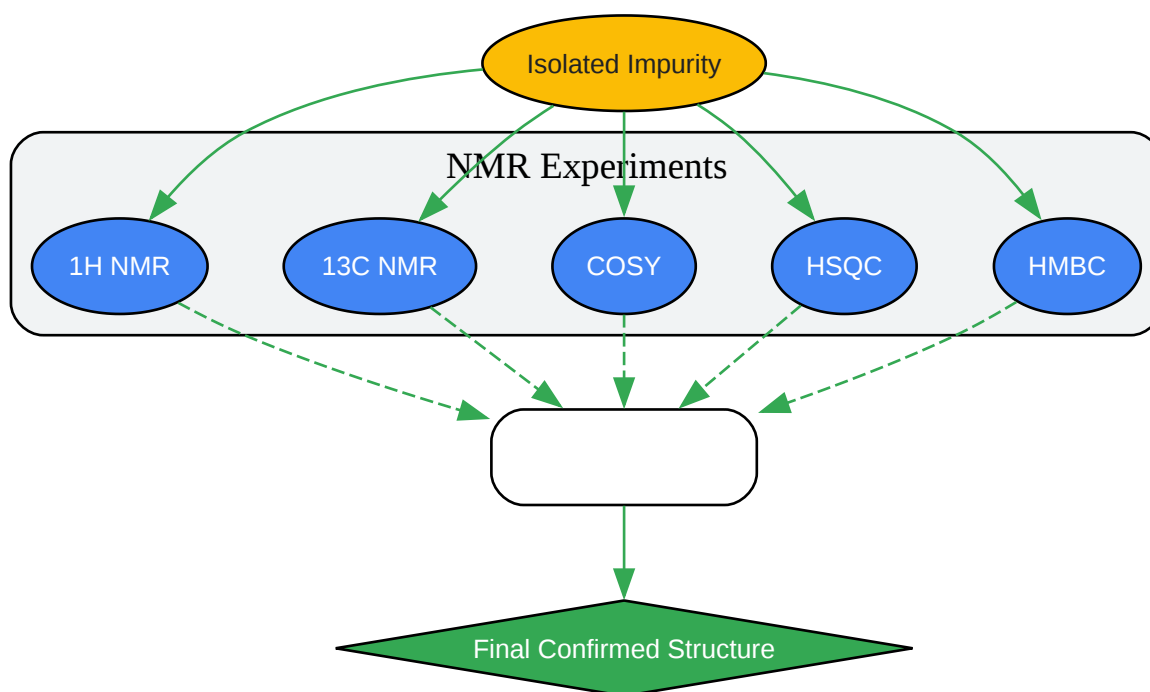 Isolated Impurity
NMR Experiments
1H NMR
13C NMR
COSY
HSQC
HMBC
Final Confirmed Structure